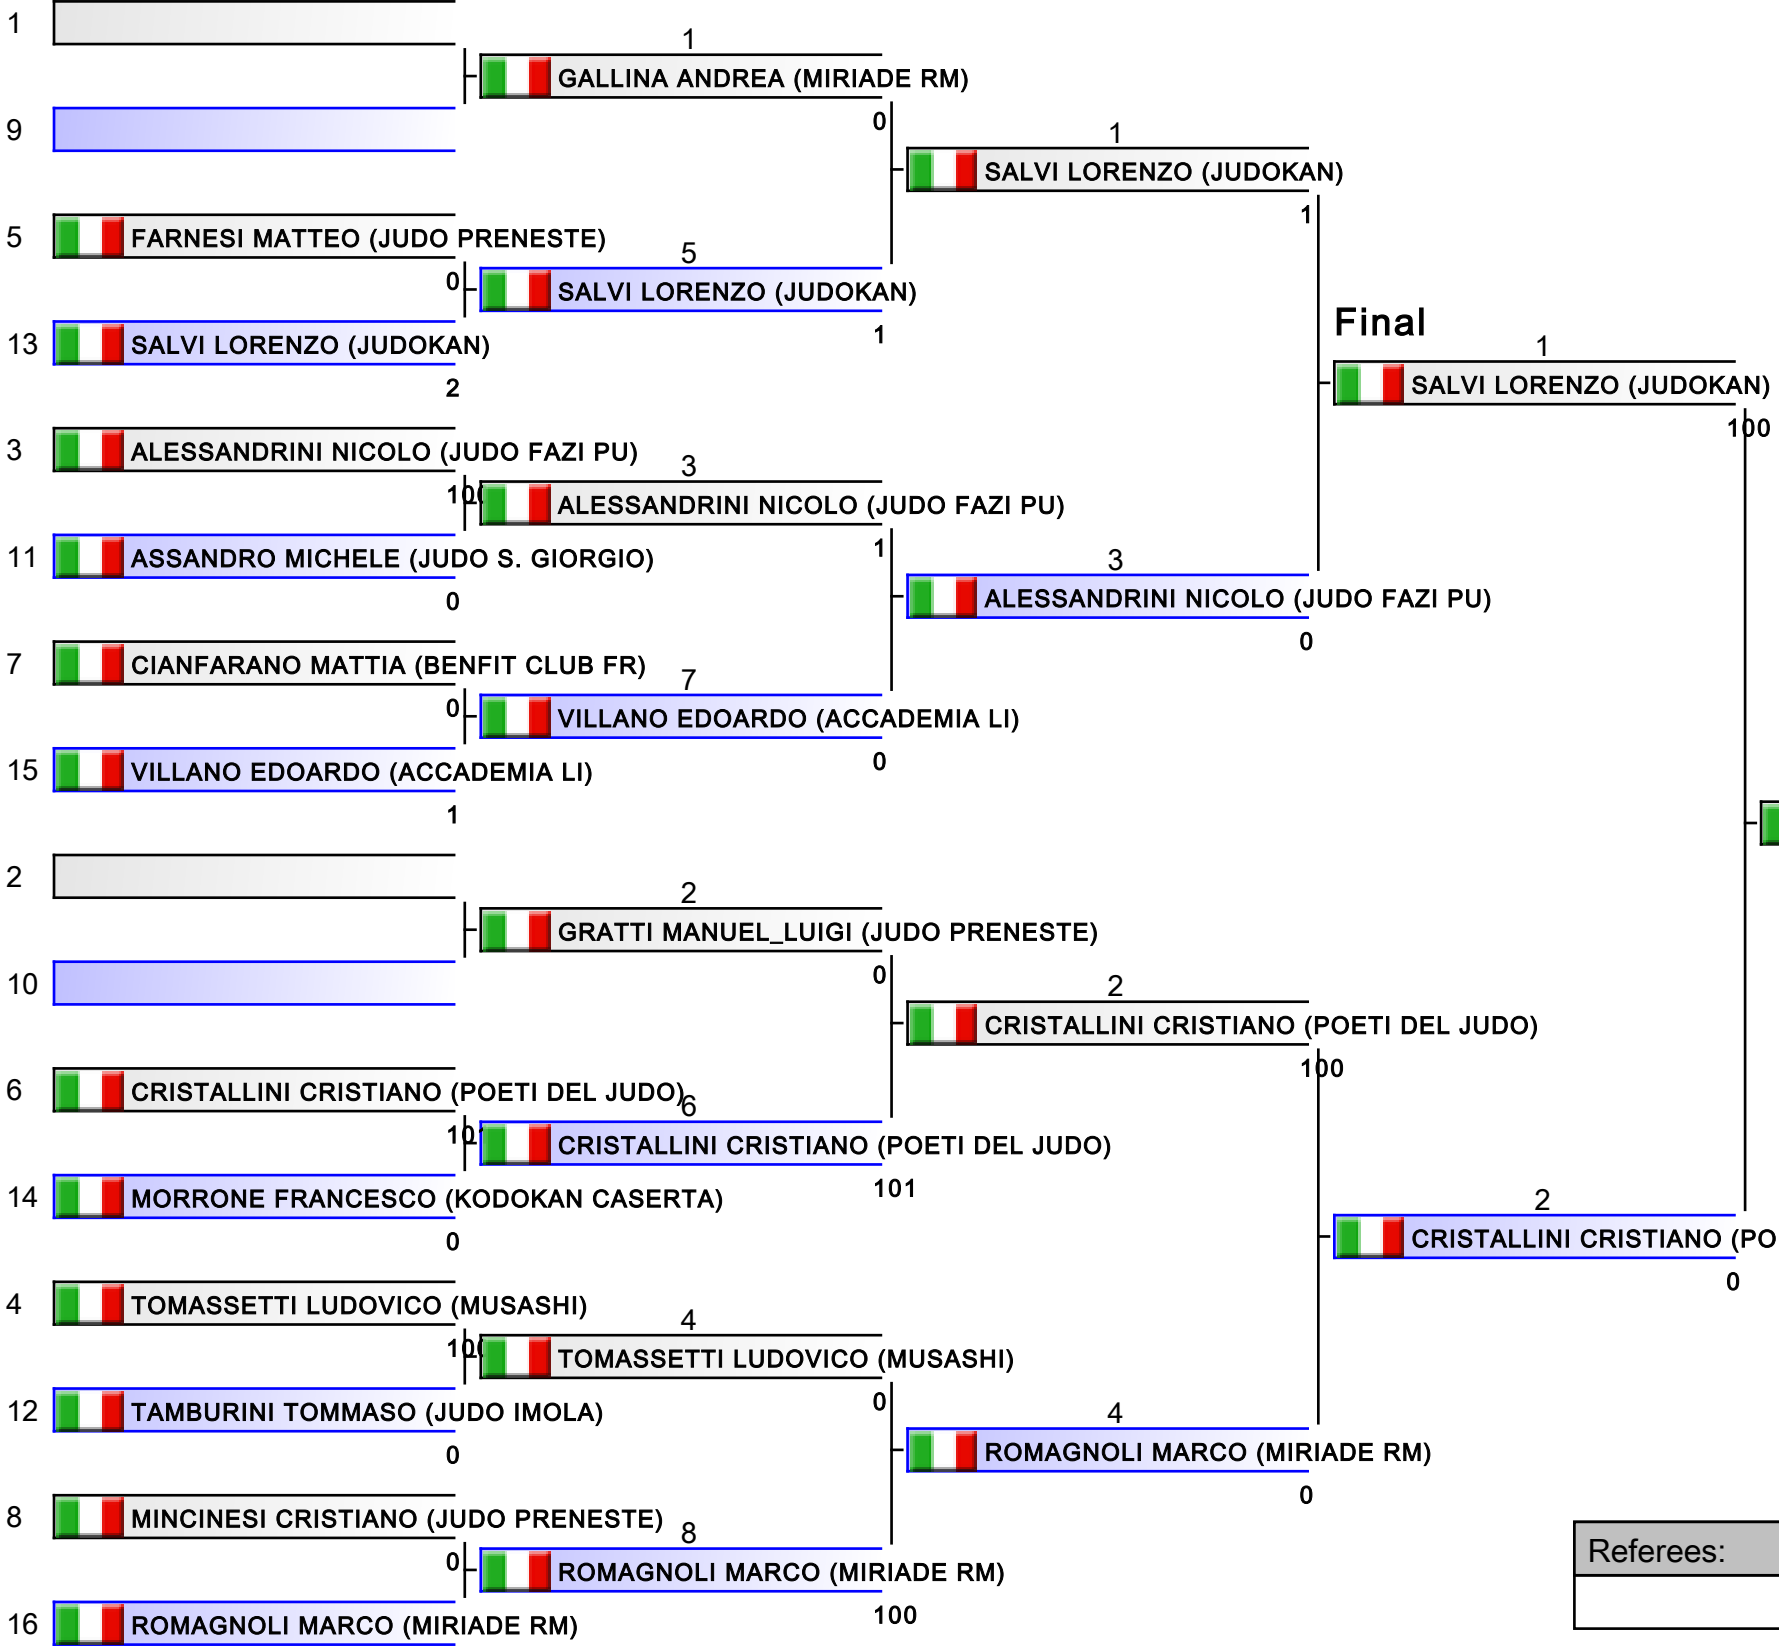 1
1
GALLINA ANDREA (MIRIADE RM)
0
9
1
SALVI LORENZO (JUDOKAN)
1
5
FARNESI MATTEO (JUDO PRENESTE)
0
5
SALVI LORENZO (JUDOKAN)
1
13
SALVI LORENZO (JUDOKAN)
2
Final
1
SALVI LORENZO (JUDOKAN)
100
3
ALESSANDRINI NICOLO (JUDO FAZI PU)
3
ALESSANDRINI NICOLO (JUDO FAZI PU)
1
11
ASSANDRO MICHELE (JUDO S. GIORGIO)
0
3
ALESSANDRINI NICOLO (JUDO FAZI PU)
0
7
CIANFARANO MATTIA (BENFIT CLUB FR)
0
7
VILLANO EDOARDO (ACCADEMIA LI)
0
15
VILLANO EDOARDO (ACCADEMIA LI)
1
2
2
GRATTI MANUEL_LUIGI (JUDO PRENESTE)
0
10
2
CRISTALLINI CRISTIANO (POETI DEL JUDO)
100
6
CRISTALLINI CRISTIANO (POETI DEL JUDO)
6
CRISTALLINI CRISTIANO (POETI DEL JUDO)
101
14
MORRONE FRANCESCO (KODOKAN CASERTA)
0
2
CRISTALLINI CRISTIANO (PO
0
4
TOMASSETTI LUDOVICO (MUSASHI)
4
TOMASSETTI LUDOVICO (MUSASHI)
0
12
TAMBURINI TOMMASO (JUDO IMOLA)
0
4
ROMAGNOLI MARCO (MIRIADE RM)
0
8
MINCINESI CRISTIANO (JUDO PRENESTE)
0
8
ROMAGNOLI MARCO (MIRIADE RM)
100
16
ROMAGNOLI MARCO (MIRIADE RM)
Referees: